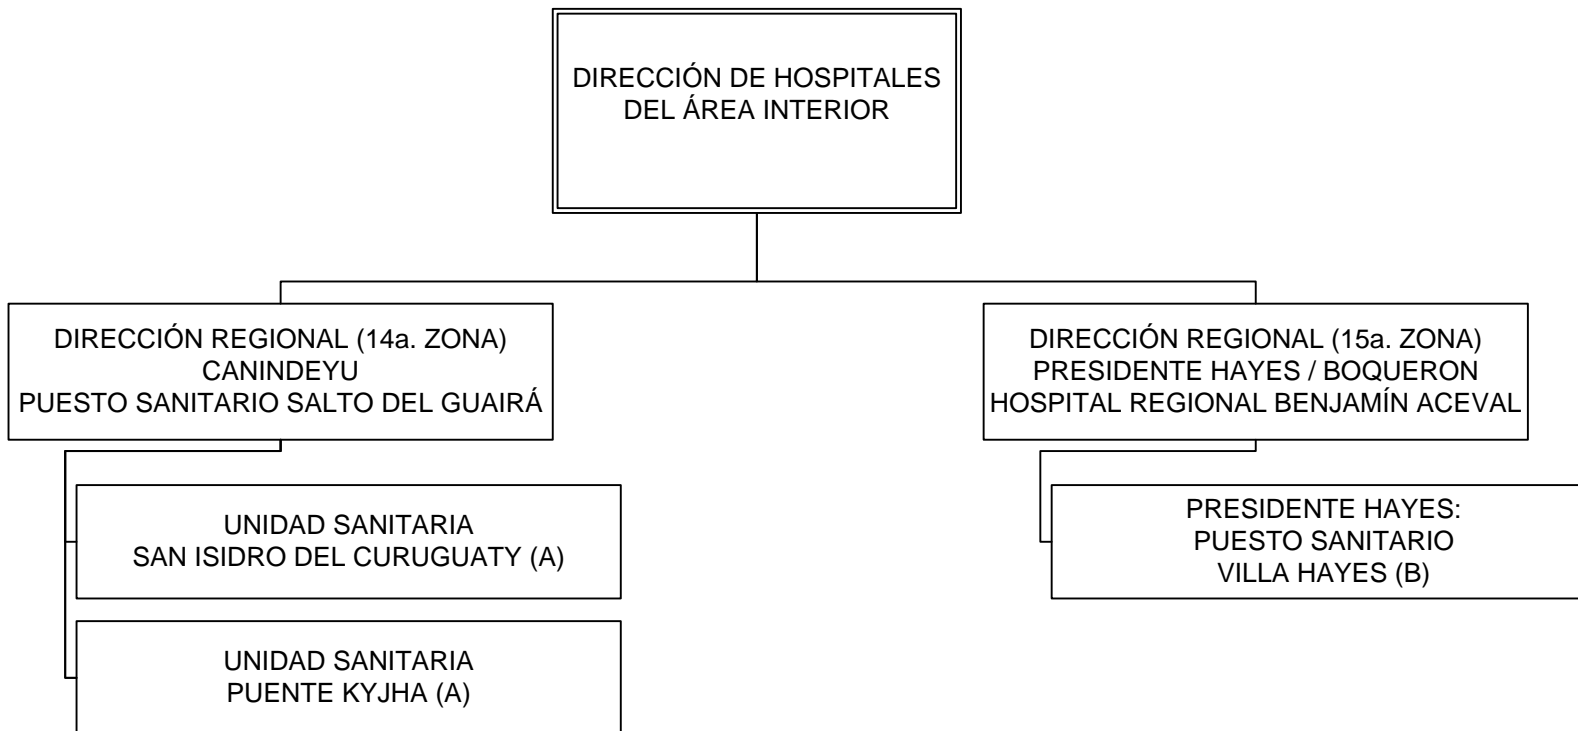 DIRECCIÓN DE HOSPITALES
DEL ÁREA INTERIOR
DIRECCIÓN REGIONAL (14a. ZONA)
CANINDEYU
PUESTO SANITARIO SALTO DEL GUAIRÁ
DIRECCIÓN REGIONAL (15a. ZONA)
PRESIDENTE HAYES / BOQUERON
HOSPITAL REGIONAL BENJAMÍN ACEVAL
UNIDAD SANITARIA
SAN ISIDRO DEL CURUGUATY (A)
PRESIDENTE HAYES:
PUESTO SANITARIO
VILLA HAYES (B)
UNIDAD SANITARIA
PUENTE KYJHA (A)